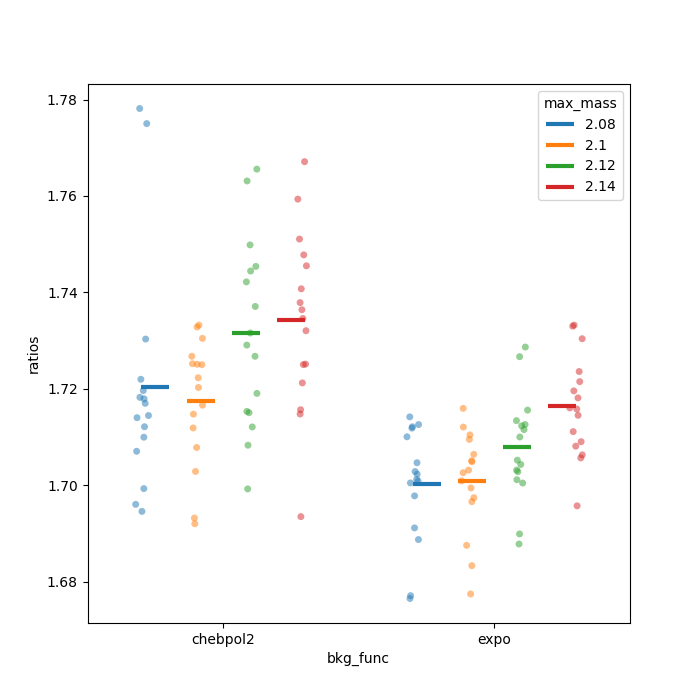 1.78
1.76
1.74
1.72
1.70
1.68
ratios
chebpol2
expo
bkg_func
max_mass
2.08
2.1
2.12
2.14